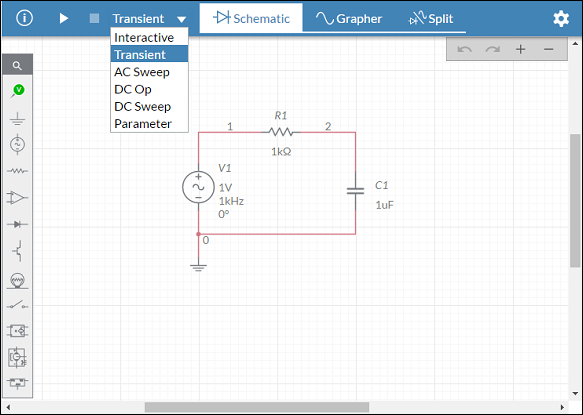 Transient Schematic Grapher Split
Interactive
Transient
AC Sweep
DC Op
DC Sweep
Parameter
V
R1
1 2
1kΩ
V1
1V
1kHz
0°
C1
1uF
0